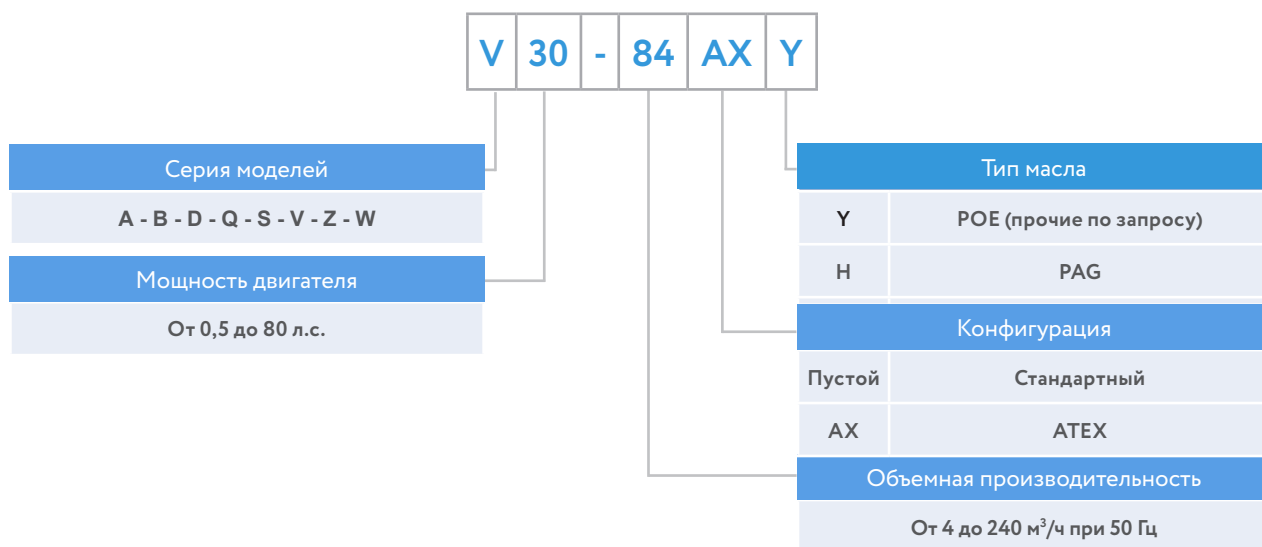 V 30 - 84 AX Y
Серия моделей
A - B - D - Q - S - V - Z - W
Мощность двигателя
От 0,5 до 80 л.с.
Тип масла
Y POE (прочие по запросу)
H PAG
Конфигурация
Пустой Стандартный
AX ATEX
Объемная производительность
От 4 до 240 м³/ч при 50 Гц